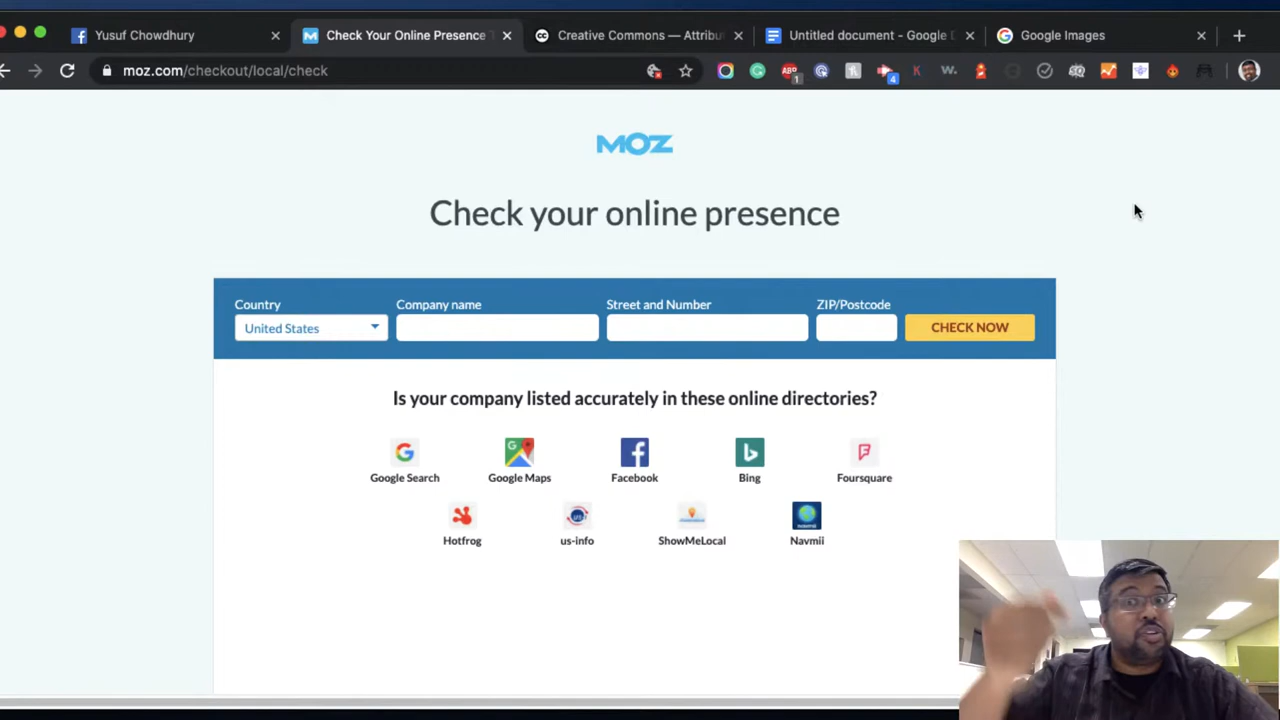 Yusuf Chowdhury
Check Your Online Presence T
Creative Commons — Attribu
Untitled document - Google D
Google Images
moz.com/checkout/local/check
ABP
1
4
K
w.
MOZ
Check your online presence
Country
Company name
Street and Number
ZIP/Postcode
United States
CHECK NOW
Is your company listed accurately in these online directories?
Google Search
Google Maps
Facebook
Bing
Foursquare
Hotfrog
us-info
ShowMeLocal
Navmii